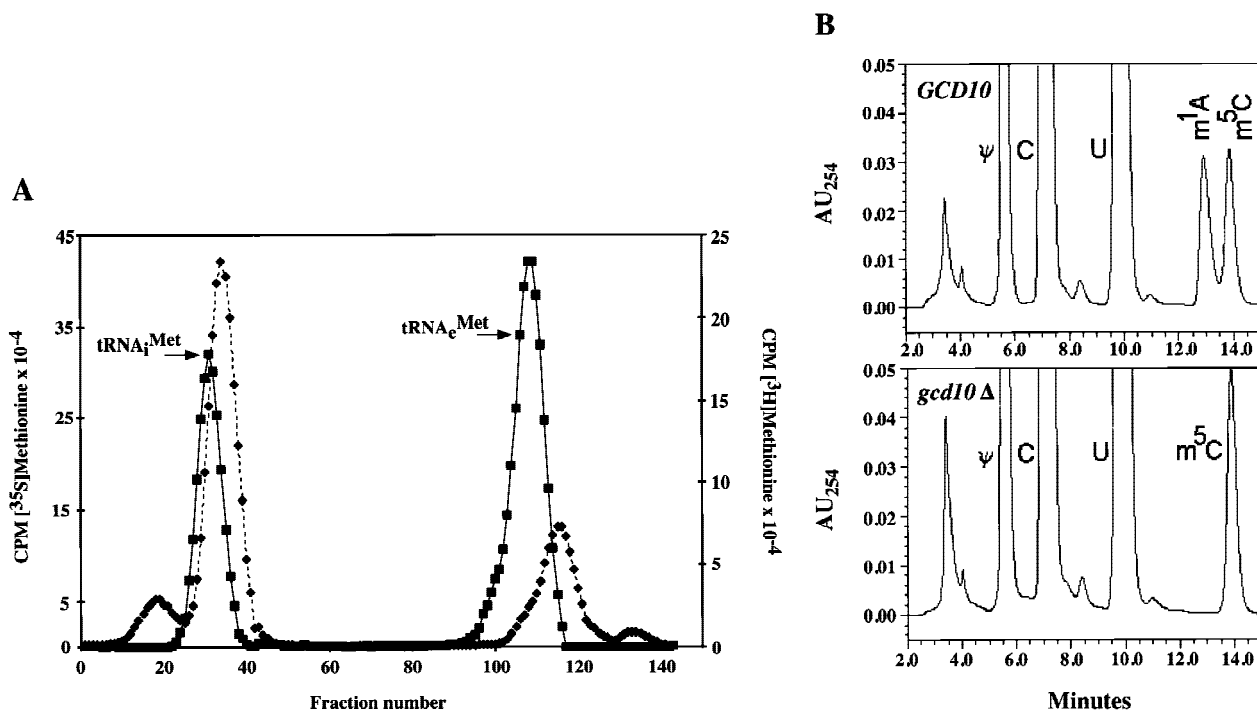 A
45
35
25
15
5
0
CPM [35S]Methionine x 10-4
25
20
15
10
5
0
CPM [3H]Methionine x 10-4
tRNAiMet
tRNAeMet
0 20 40 60 80 100 120 140
Fraction number
B
GCD10
0.05
0.04
0.03
0.02
0.01
0.00
AU254
ψ C U m1A m5C
2.0 4.0 6.0 8.0 10.0 12.0 14.0
gcd10 Δ
0.05
0.04
0.03
0.02
0.01
0.00
AU254
ψ C U m5C
2.0 4.0 6.0 8.0 10.0 12.0 14.0
Minutes